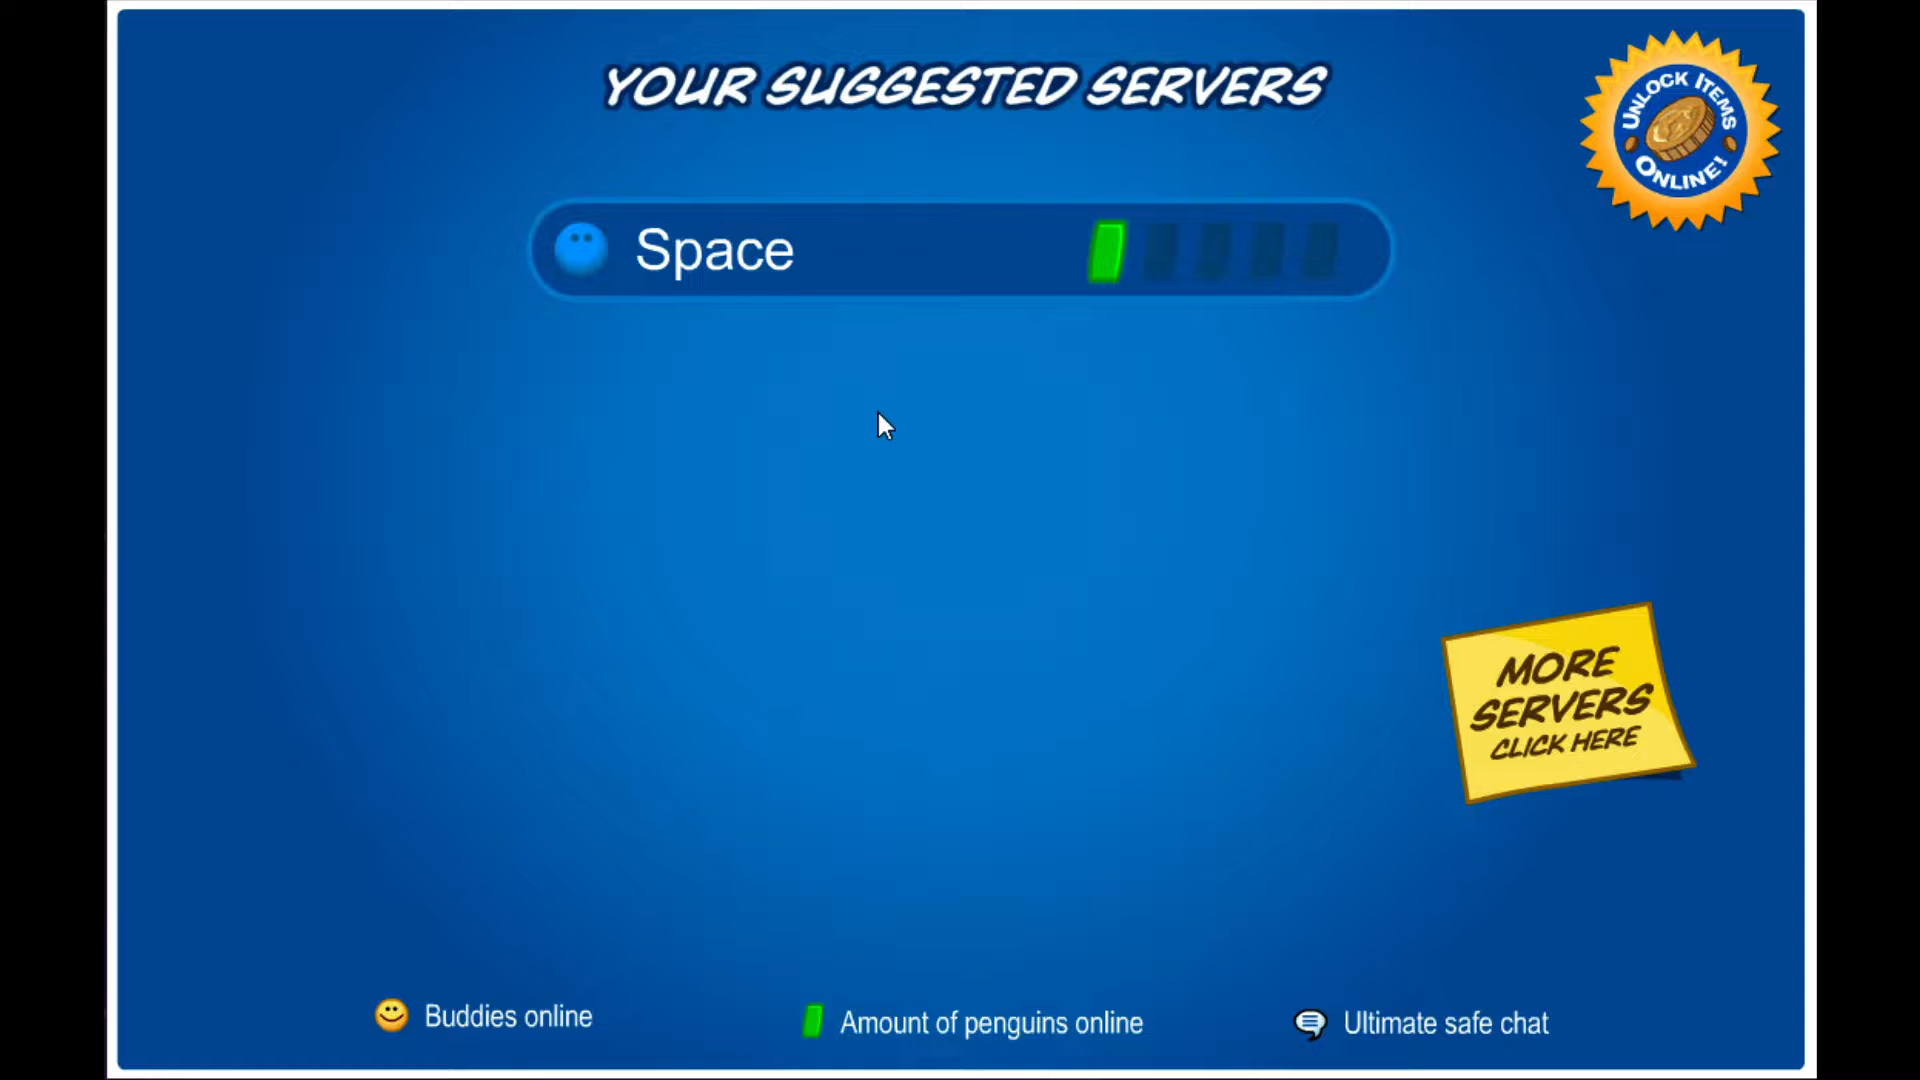 YOUR SUGGESTED SERVERS
UNLOCK ITEMS
ONLINE!
Space
MORE
SERVERS
CLICK HERE
Buddies online
Amount of penguins online
Ultimate safe chat